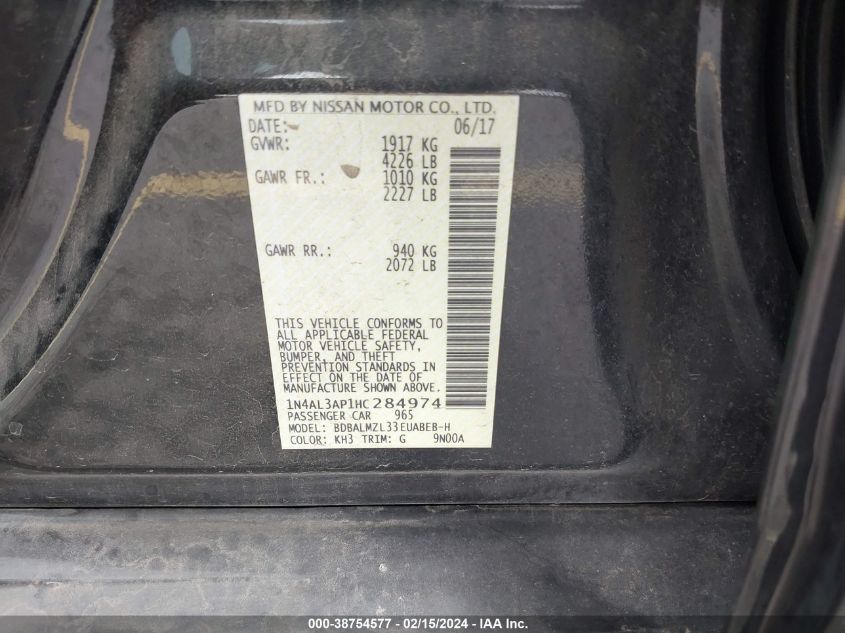 MFD BY NISSAN MOTOR CO., LTD.
DATE: 06/17
GVWR: 1917 KG
4226 LB
GAWR FR.: 1010 KG
2227 LB
GAWR RR.: 940 KG
2072 LB
THIS VEHICLE CONFORMS TO
ALL APPLICABLE FEDERAL
MOTOR VEHICLE SAFETY,
BUMPER, AND THEFT
PREVENTION STANDARDS IN
EFFECT ON THE DATE OF
MANUFACTURE SHOWN ABOVE.
1N4AL3AP1HC284974
PASSENGER CAR 965
MODEL: BDBALMZL33EUABEB-H
COLOR: KH3 TRIM: G 9N00A
000-38754577 - 02/15/2024 - IAA Inc.